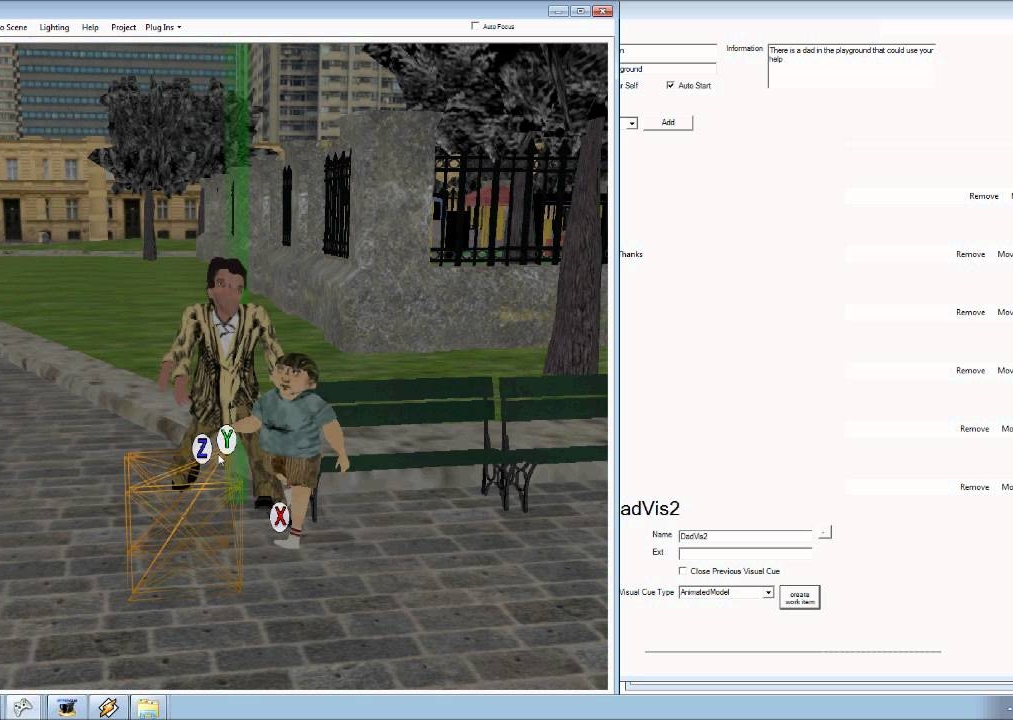 o Scene Lighting Help Project Plug Ins
Auto Focus
Information
There is a dad in the playground that could use your
help
n
ground
r Self
Auto Start
Add
Remove
Thanks
Remove Mov
Remove Mov
Remove Mov
Remove Mo
Remove Mo
Z Y
X
adVis2
Name DadVis2
Ext
Close Previous Visual Cue
Visual Cue Type AnimatedModel
create
work item